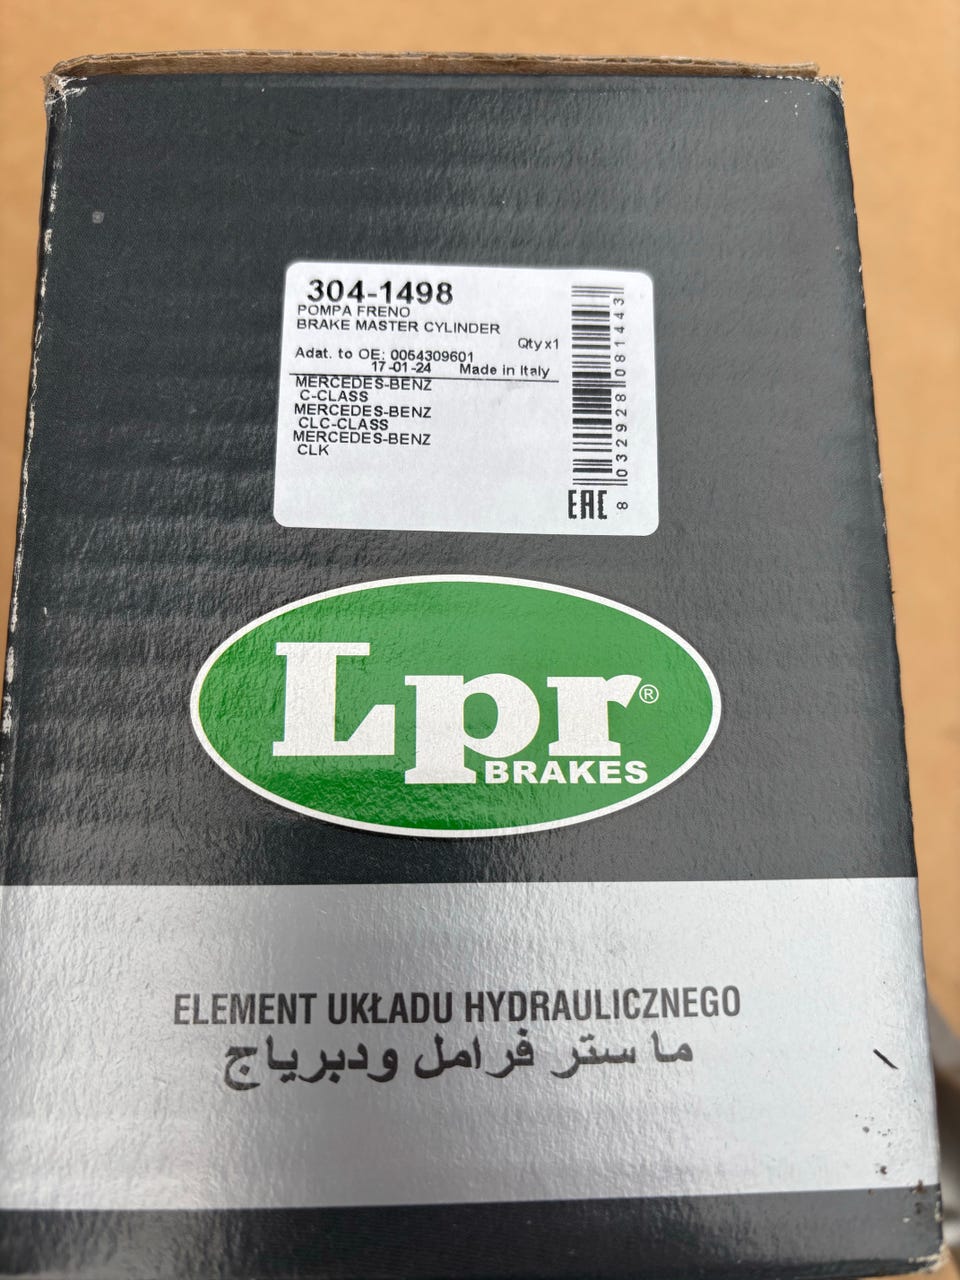 304-1498
POMPA FRENO
BRAKE MASTER CYLINDER
Qty x1
Adat. to OE: 0054309601
17-01-24 Made in Italy
MERCEDES-BENZ
C-CLASS
MERCEDES-BENZ
CLC-CLASS
MERCEDES-BENZ
CLK
8 032928 081443
EAC
Lpr®
BRAKES
ELEMENT UKŁADU HYDRAULICZNEGO
ما ستر فرامل ودبرياج